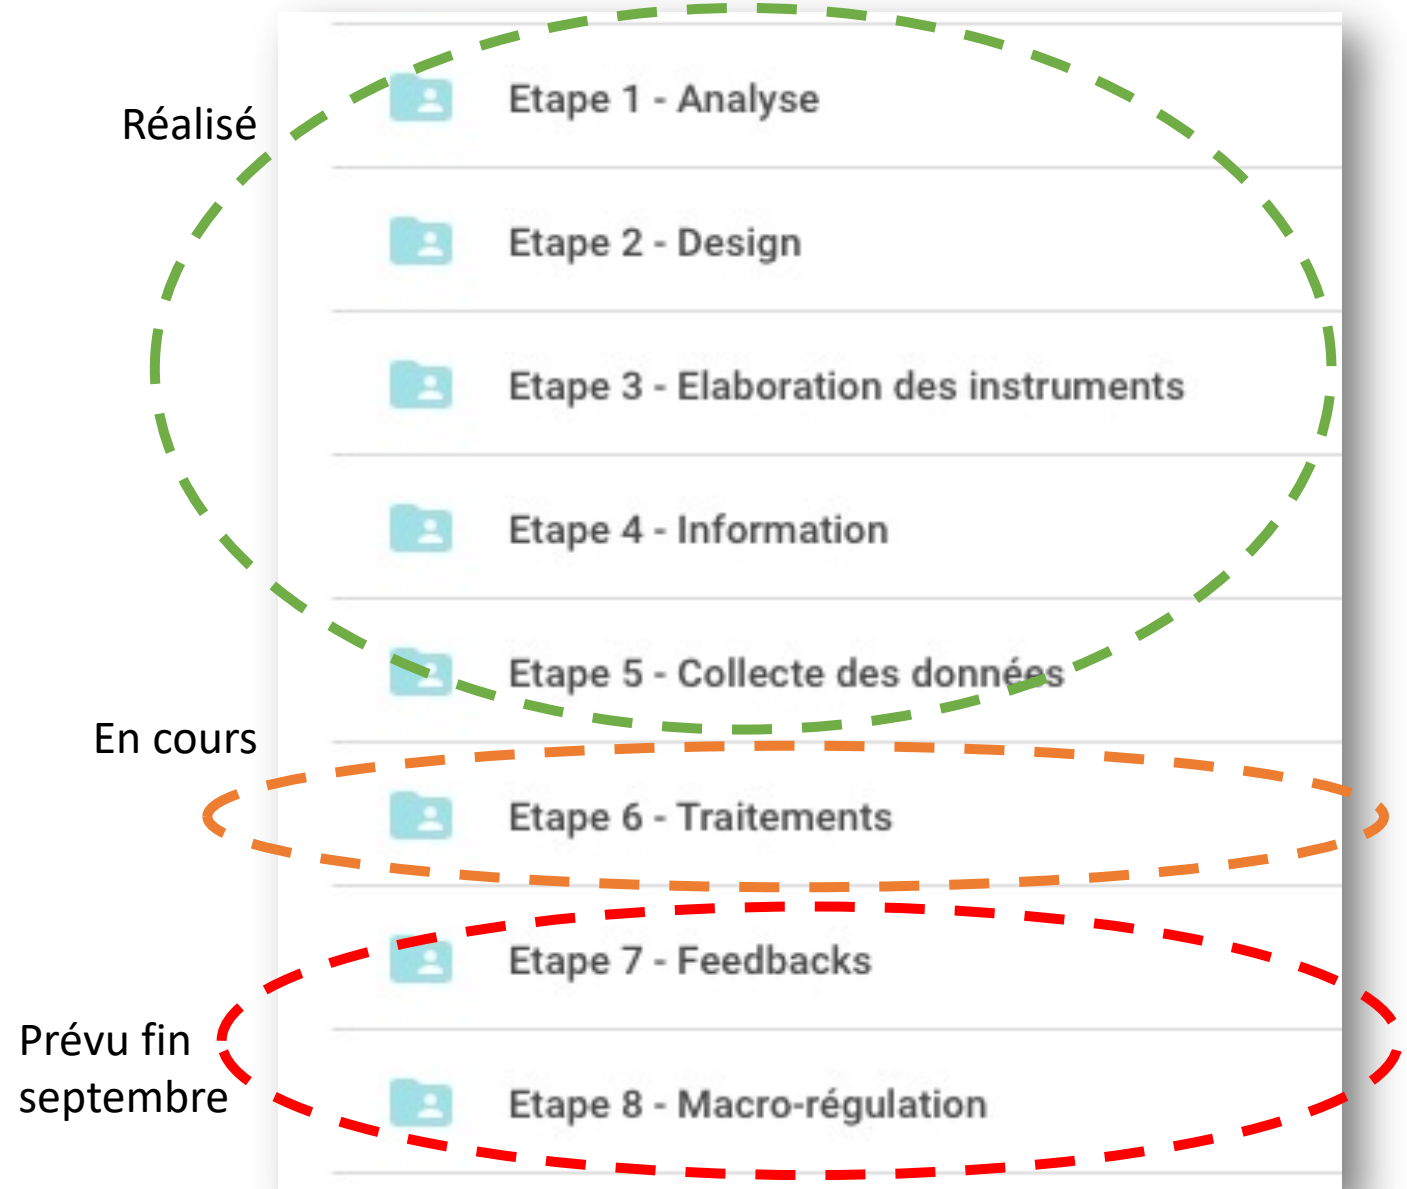 Réalisé
Etape 1 - Analyse
Etape 2 - Design
Etape 3 - Elaboration des instruments
Etape 4 - Information
Etape 5 - Collecte des données
En cours
Etape 6 - Traitements
Etape 7 - Feedbacks
Prévu fin
septembre
Etape 8 - Macro-régulation